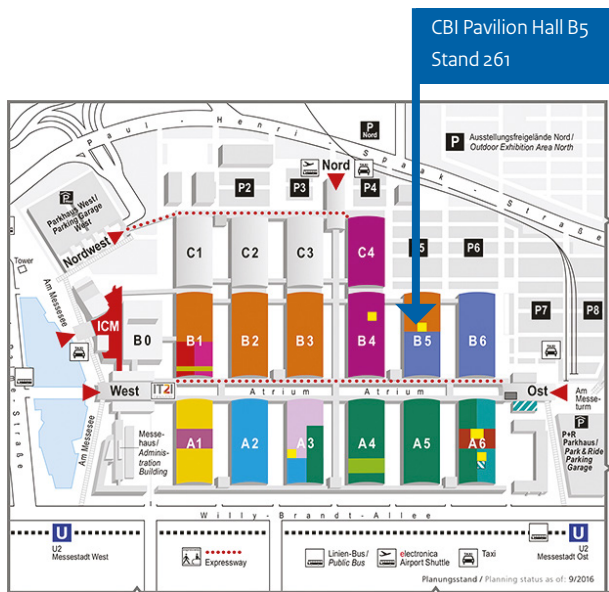 CBI Pavilion Hall B5
Stand 261
Paul-Henri-Spaak-Straße
P
Nord
P
Ausstellungsfreigelände Nord /
Outdoor Exhibition Area North
Nord
P2
P3
P4
P
Parkhaus West/
Parking Garage
West
Nordwest
Tower
C1
C2
C3
C4
P5
P6
Am Messesee
ICM
B0
B1
B2
B3
B4
B5
B6
P7
P8
West
IT2I
Atrium
Atrium
Ost
Am
Messe-
turm
Straße
Am Messesee
Messe-
haus/
Adminis-
tration
Building
A1
A2
A3
A4
A5
A6
P
P+R
Parkhaus/
Park & Ride
Parking
Garage
Willy-Brandt-Allee
U
U2
Messestadt West
Expressway
Linien-Bus /
Public Bus
electronica
Airport Shuttle
Taxi
U
U2
Messestadt Ost
Planungsstand / Planning status as of: 9/2016